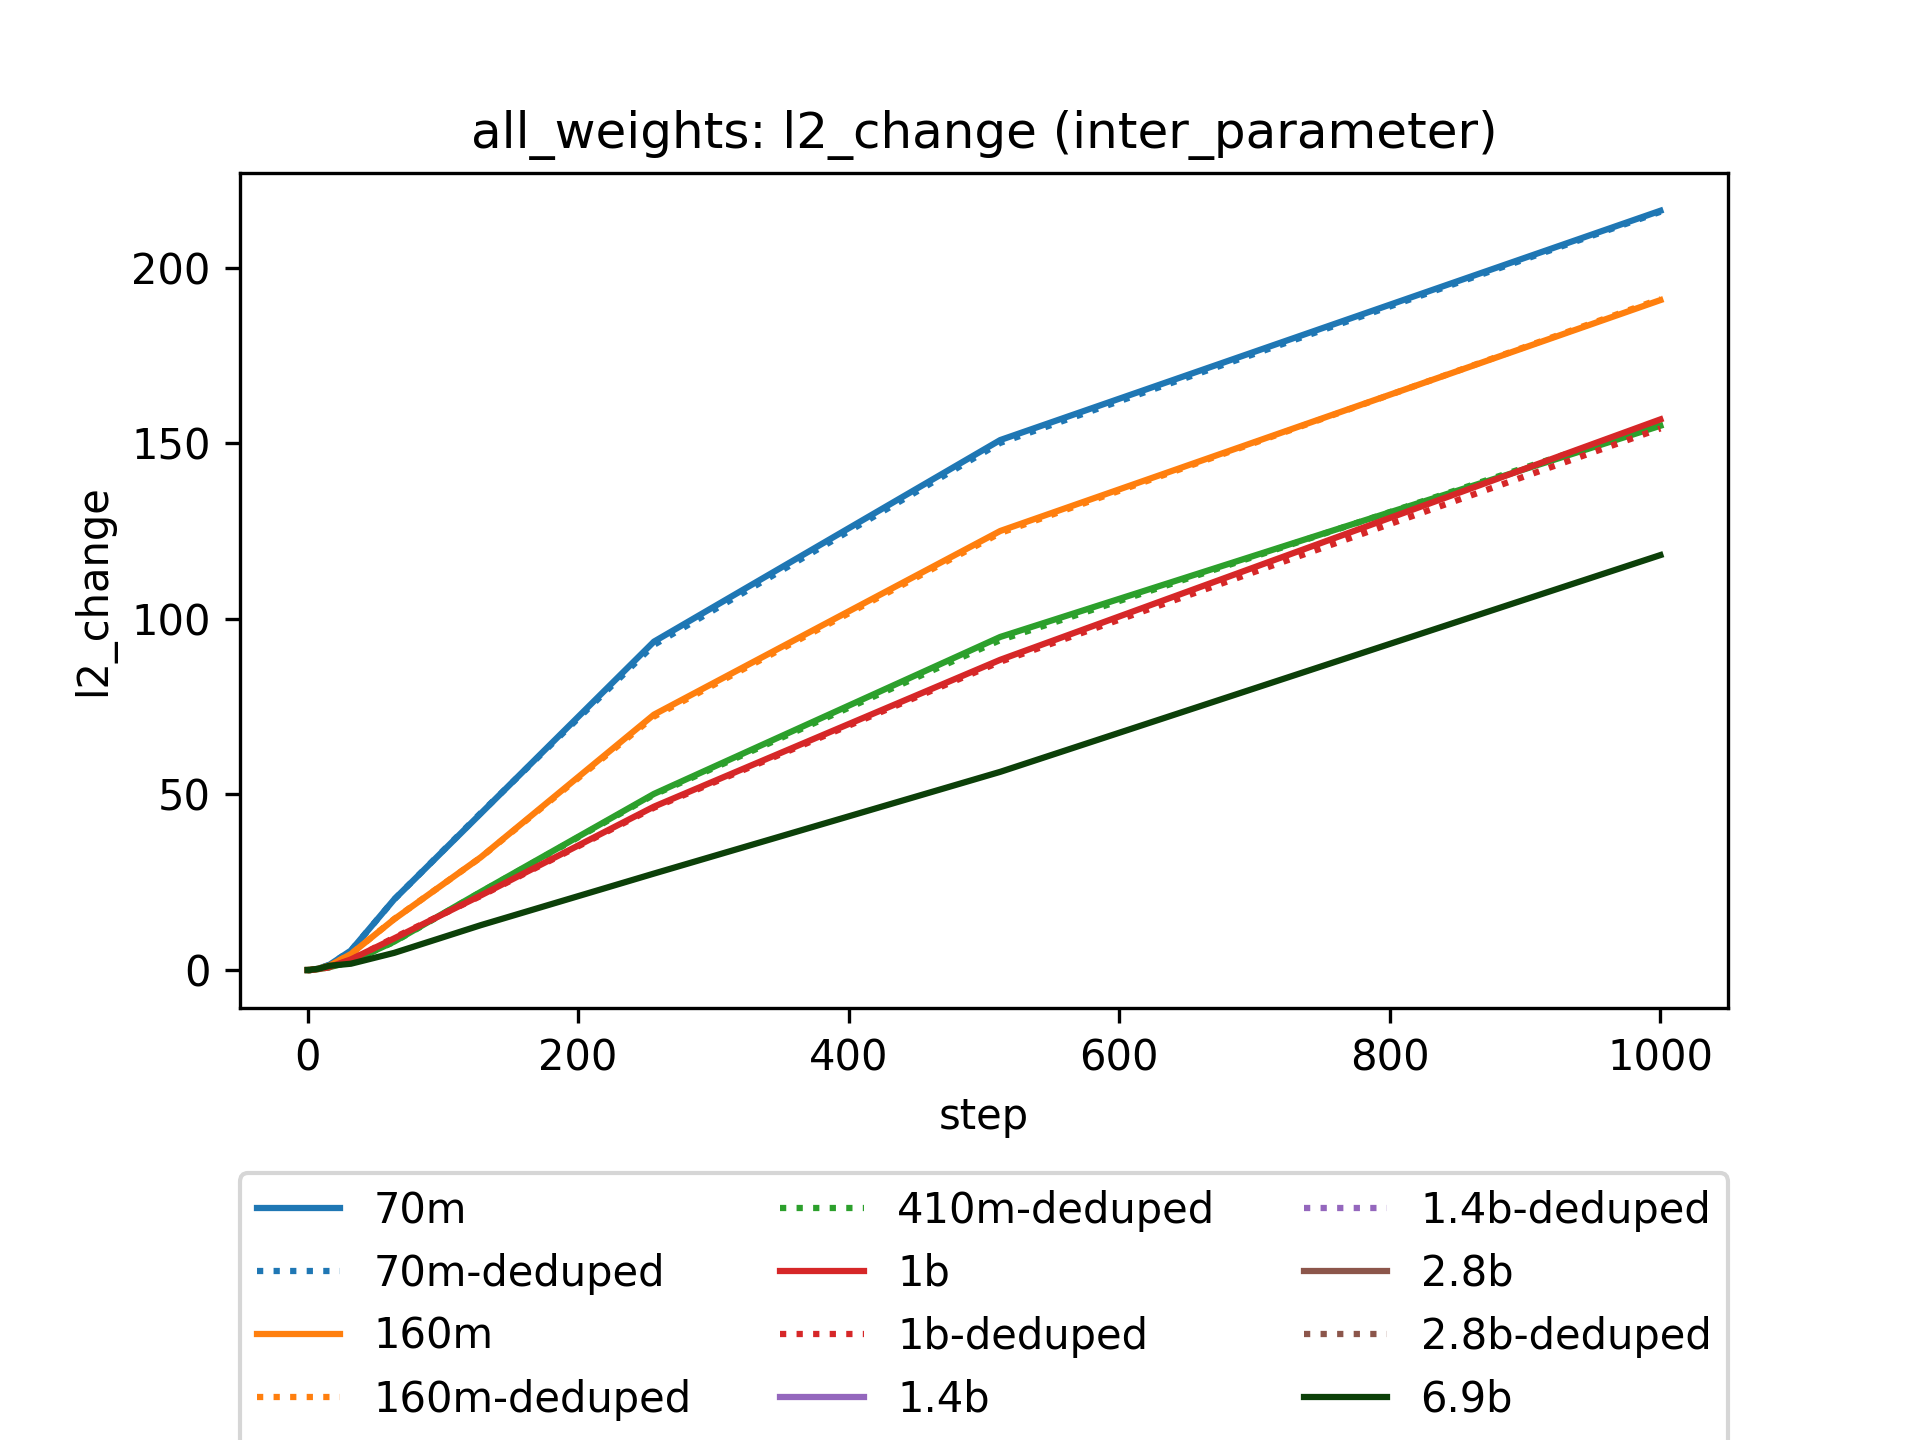 all_weights: l2_change (inter_parameter)
l2_change
200
150
100
50
0
0 200 400 600 800 1000
step
70m 410m-deduped 1.4b-deduped
70m-deduped 1b 2.8b
160m 1b-deduped 2.8b-deduped
160m-deduped 1.4b 6.9b